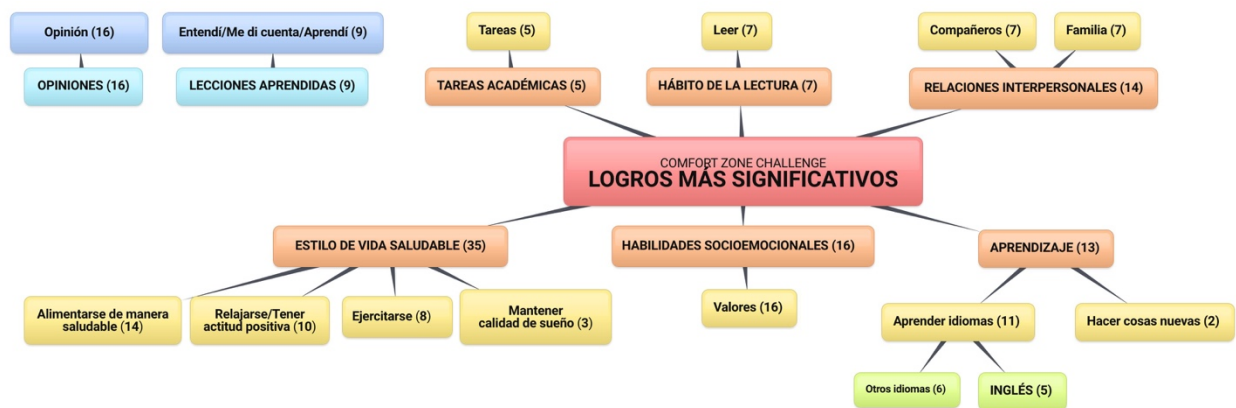 Opinión (16)
Entendí/Me di cuenta/Aprendí (9)
Tareas (5)
Leer (7)
Compañeros (7)
Familia (7)
OPINIONES (16)
LECCIONES APRENDIDAS (9)
TAREAS ACADÉMICAS (5)
HÁBITO DE LA LECTURA (7)
RELACIONES INTERPERSONALES (14)
COMFORT ZONE CHALLENGE
LOGROS MÁS SIGNIFICATIVOS
ESTILO DE VIDA SALUDABLE (35)
HABILIDADES SOCIOEMOCIONALES (16)
APRENDIZAJE (13)
Alimentarse de manera
saludable (14)
Relajarse/Tener
actitud positiva (10)
Ejercitarse (8)
Mantener
calidad de sueño (3)
Valores (16)
Aprender idiomas (11)
Hacer cosas nuevas (2)
Otros idiomas (6)
INGLÉS (5)